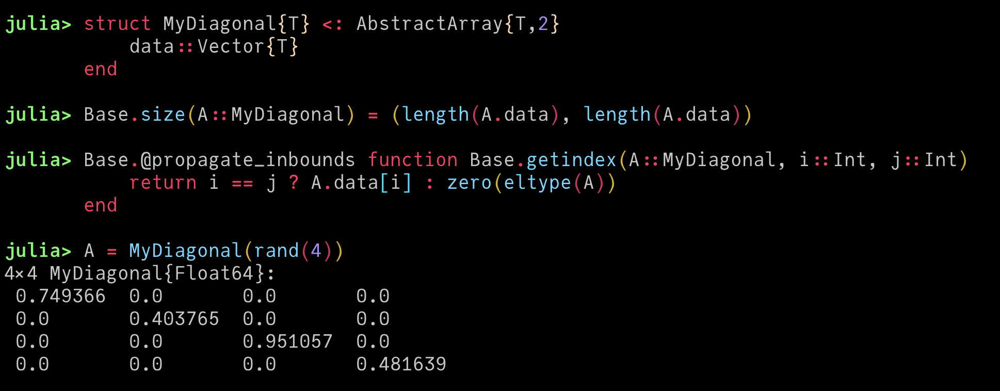 julia> struct MyDiagonal{T} <: AbstractArray{T,2}
           data::Vector{T}
       end
julia> Base.size(A::MyDiagonal) = (length(A.data), length(A.data))
julia> Base.@propagate_inbounds function Base.getindex(A::MyDiagonal, i::Int, j::Int)
           return i == j ? A.data[i] : zero(eltype(A))
       end
julia> A = MyDiagonal(rand(4))
4×4 MyDiagonal{Float64}:
 0.749366  0.0       0.0       0.0
 0.0       0.403765  0.0       0.0
 0.0       0.0       0.951057  0.0
 0.0       0.0       0.0       0.481639